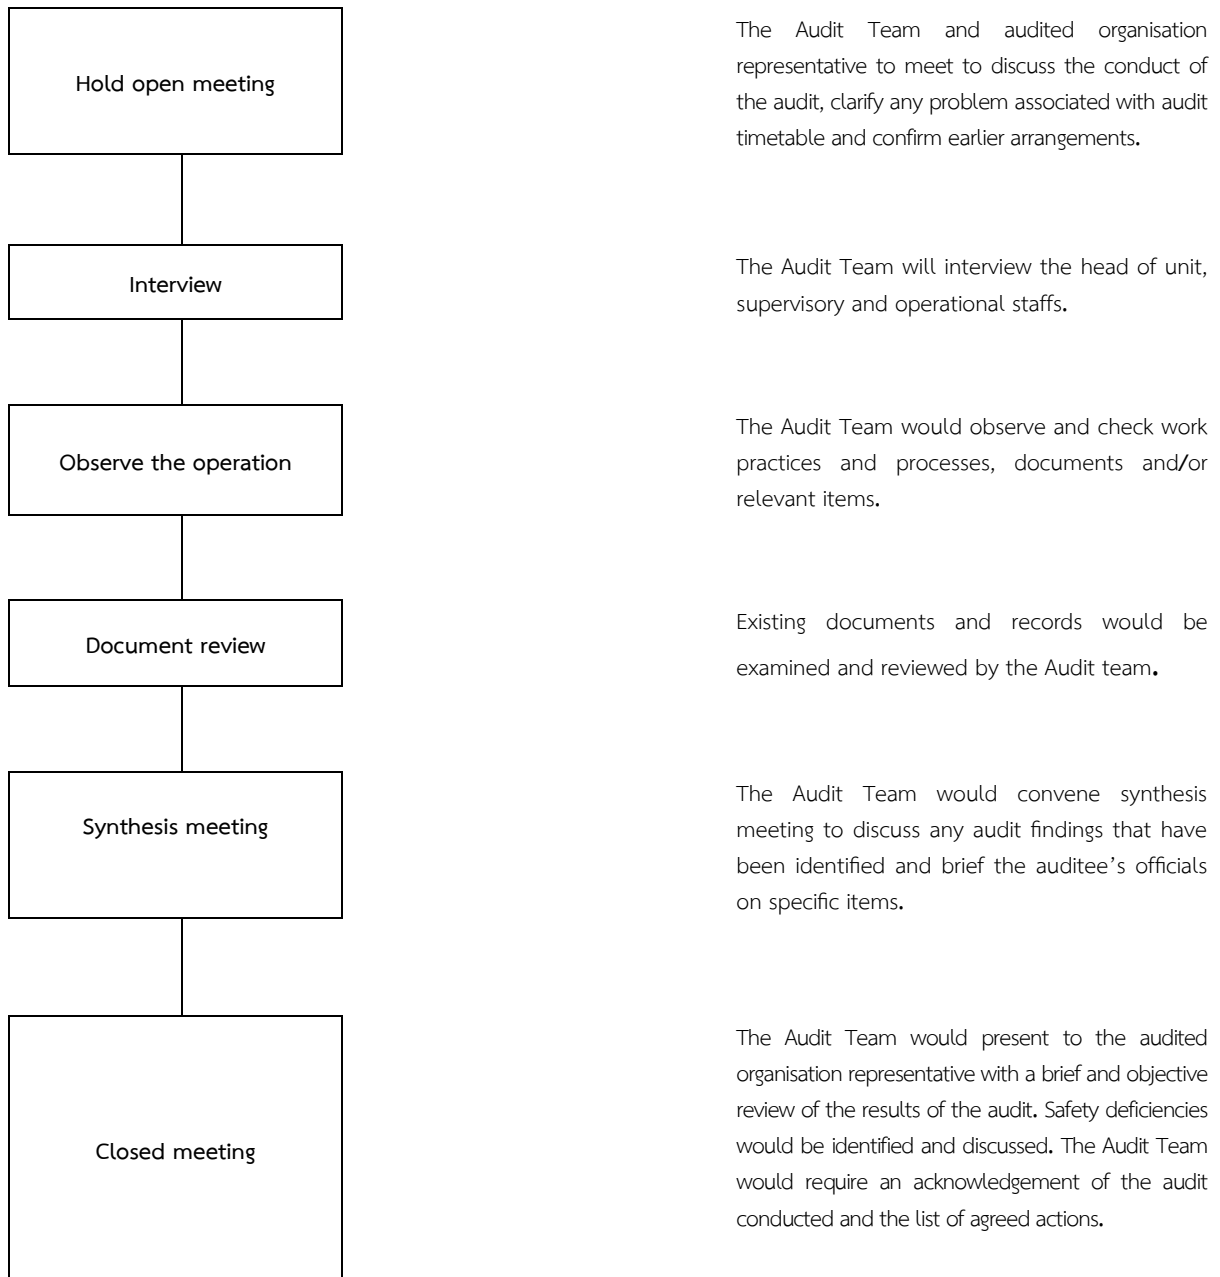 Hold open meeting
The Audit Team and audited organisation
representative to meet to discuss the conduct of
the audit, clarify any problem associated with audit
timetable and confirm earlier arrangements.
Interview
The Audit Team will interview the head of unit,
supervisory and operational staffs.
Observe the operation
The Audit Team would observe and check work
practices and processes, documents and/or
relevant items.
Document review
Existing documents and records would be
examined and reviewed by the Audit team.
Synthesis meeting
The Audit Team would convene synthesis
meeting to discuss any audit findings that have
been identified and brief the auditee’s officials
on specific items.
Closed meeting
The Audit Team would present to the audited
organisation representative with a brief and objective
review of the results of the audit. Safety deficiencies
would be identified and discussed. The Audit Team
would require an acknowledgement of the audit
conducted and the list of agreed actions.